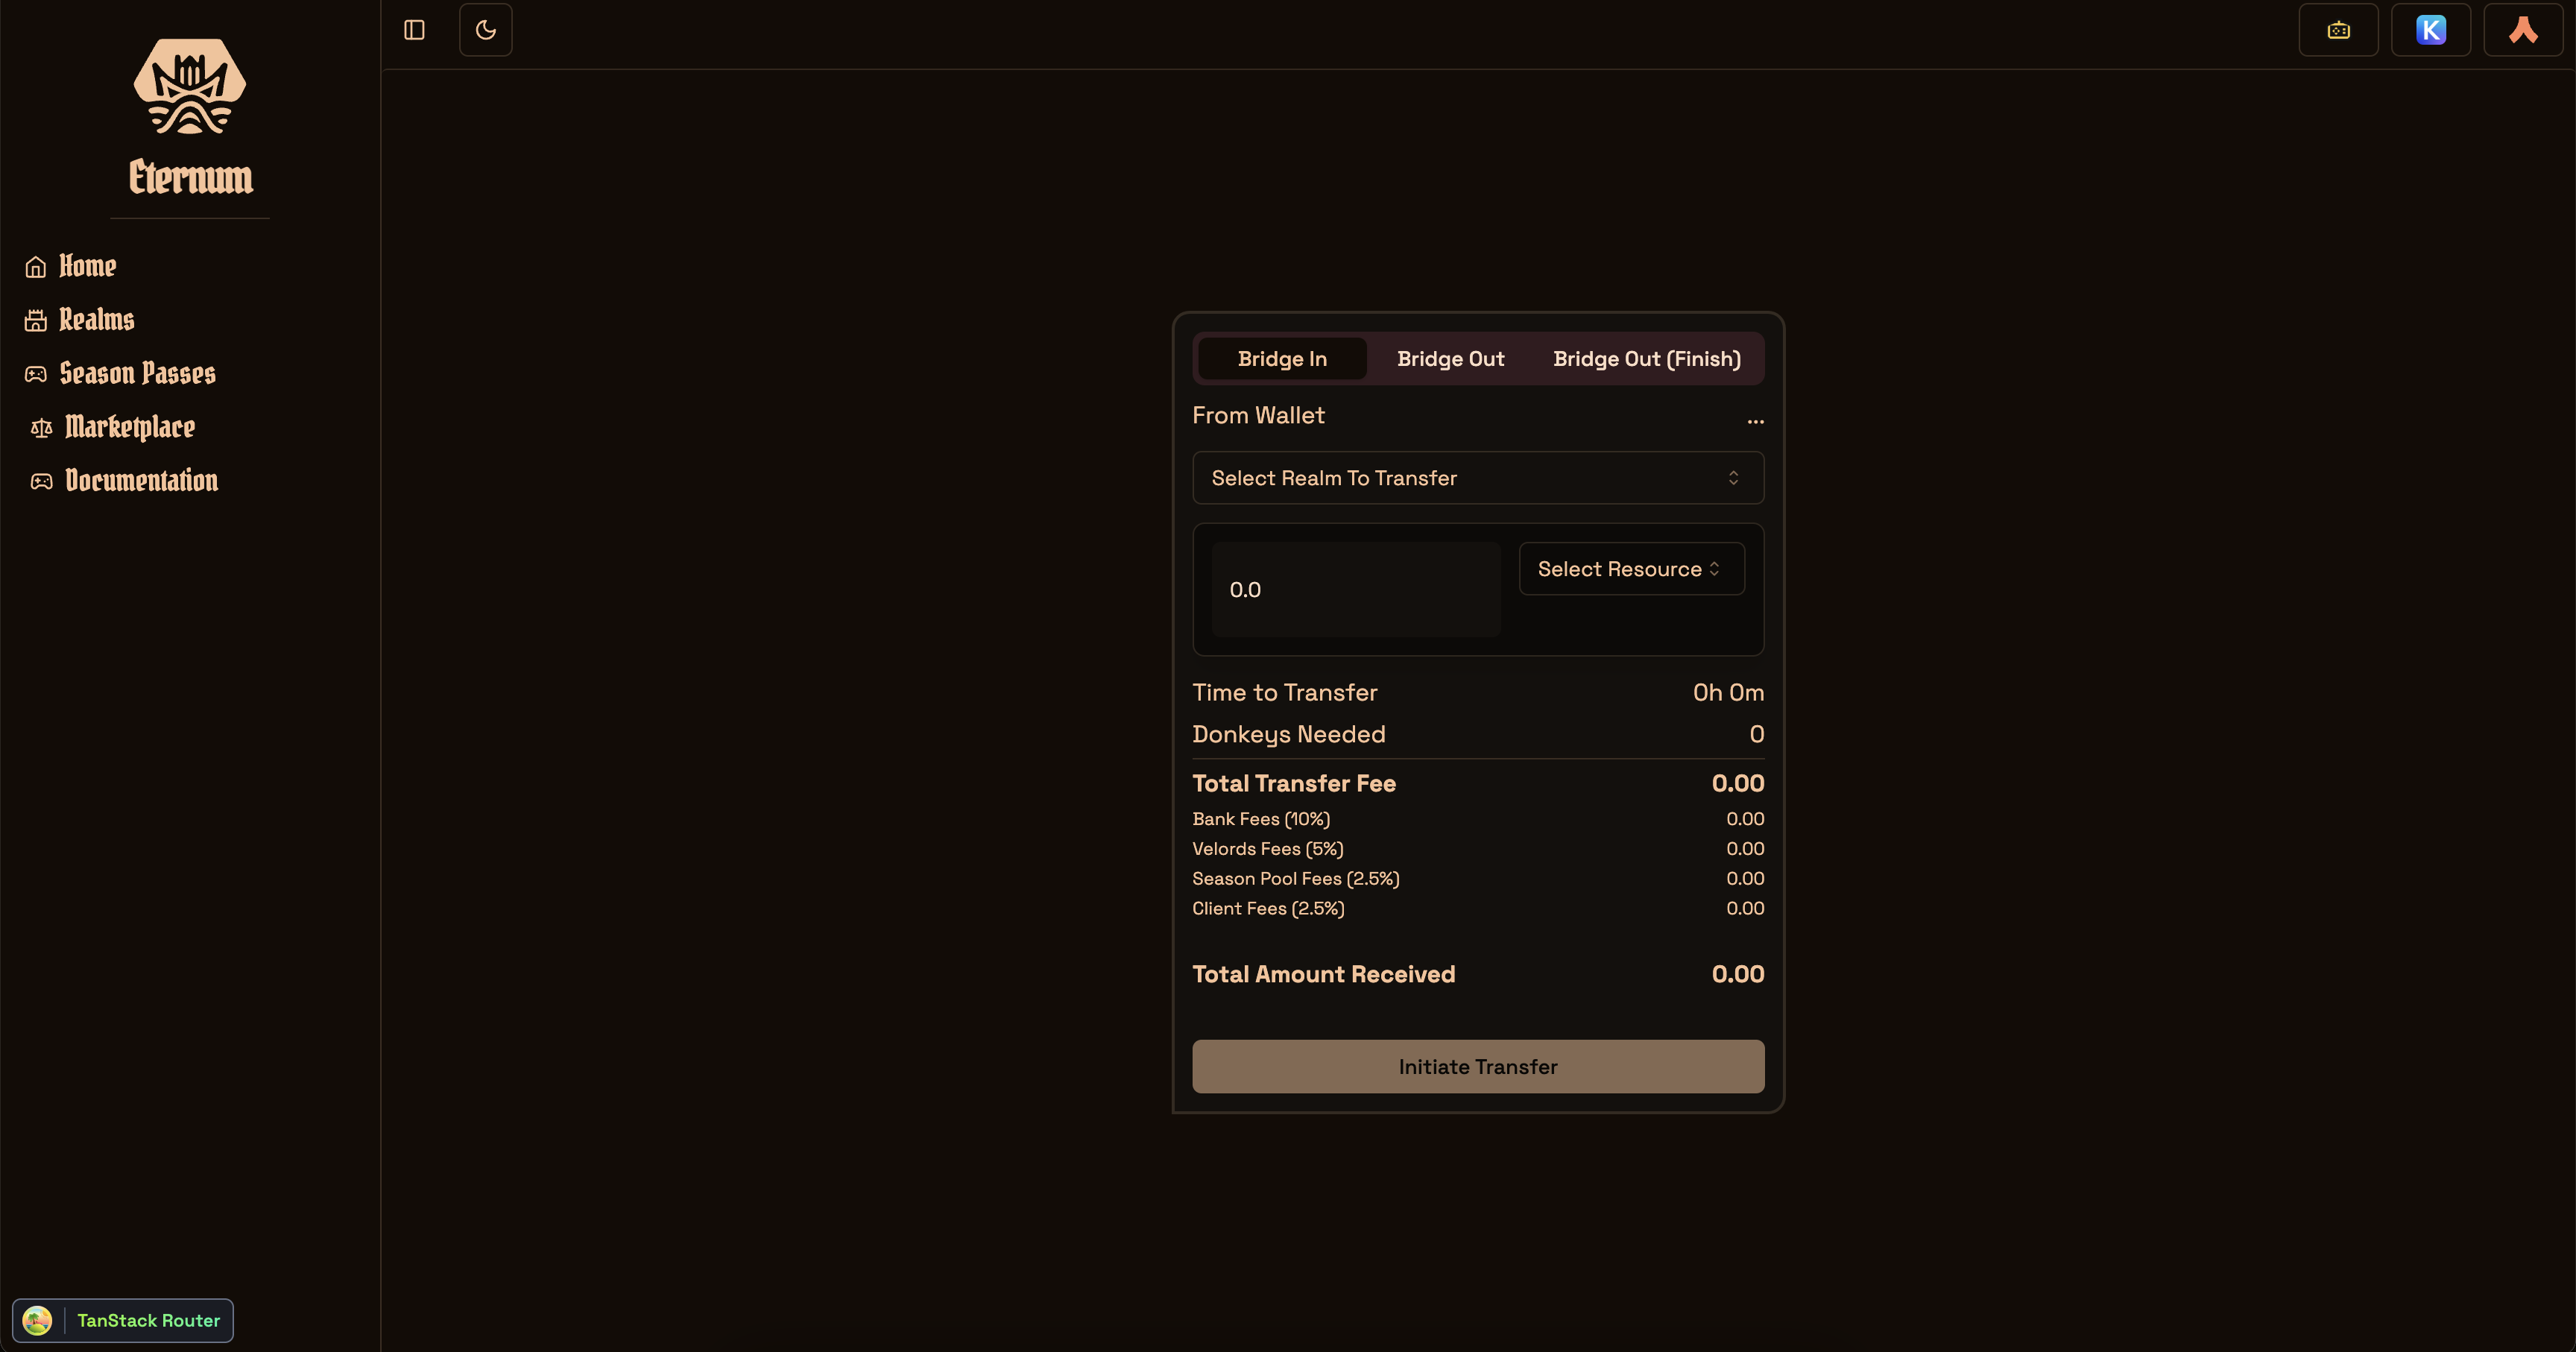 Eternum
Home
Realms
Season Passes
Marketplace
Documentation
TanStack Router
K
Bridge In
Bridge Out
Bridge Out (Finish)
From Wallet
...
Select Realm To Transfer
0.0
Select Resource
Time to Transfer
0h 0m
Donkeys Needed
0
Total Transfer Fee
0.00
Bank Fees (10%)
0.00
Velords Fees (5%)
0.00
Season Pool Fees (2.5%)
0.00
Client Fees (2.5%)
0.00
Total Amount Received
0.00
Initiate Transfer